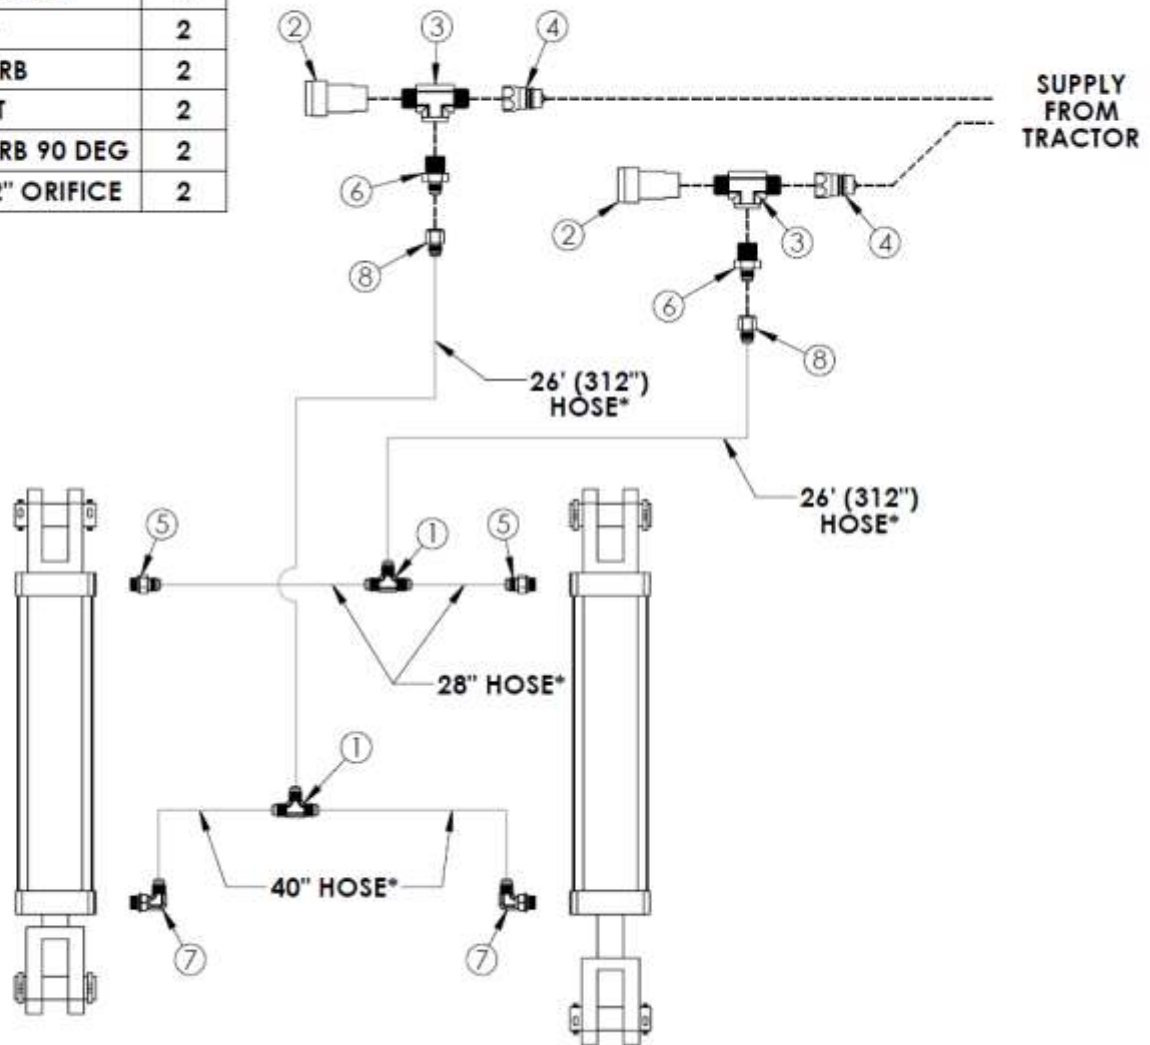 2
RB 2
T 2
RB 90 DEG 2
2" ORIFICE 2
2
3
4
SUPPLY
FROM
TRACTOR
2
3
4
6
8
6
8
26' (312")
HOSE*
26' (312")
HOSE*
5
1
5
28" HOSE*
1
40" HOSE*
7
7